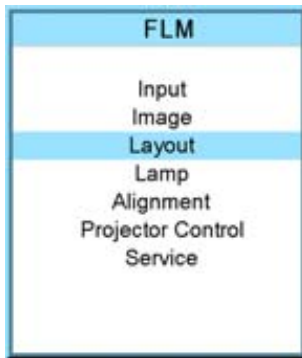 FLM
Input
Image
Layout
Lamp
Alignment
Projector Control
Service